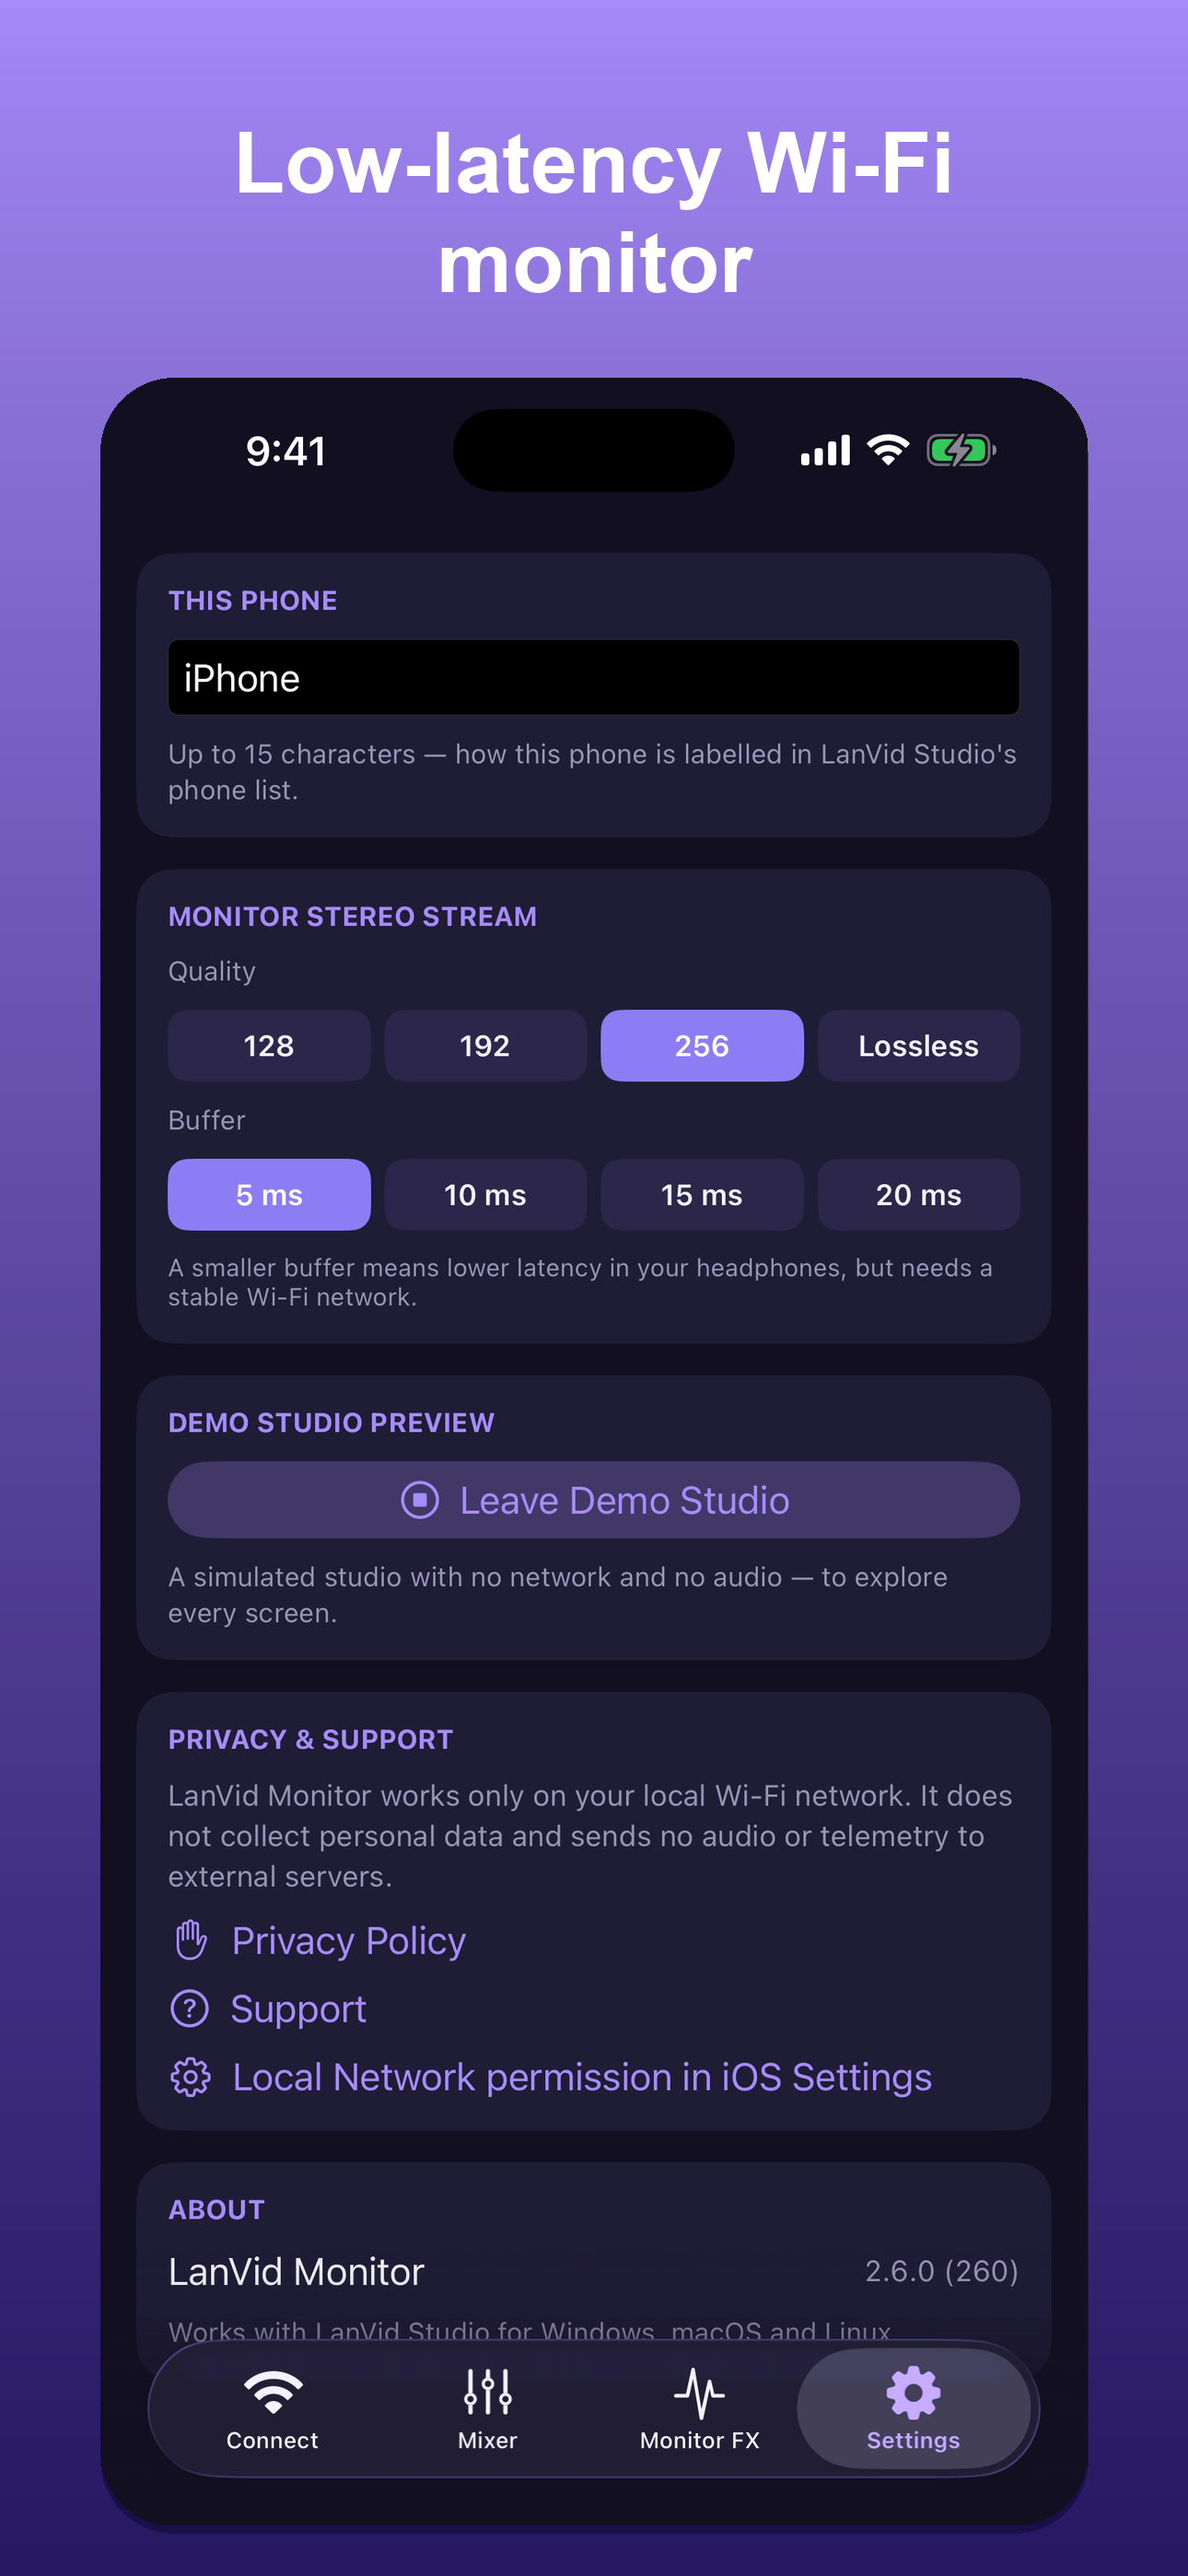 Low-latency Wi-Fi
monitor
9:41
THIS PHONE
iPhone
Up to 15 characters — how this phone is labelled in LanVid Studio's
phone list.
MONITOR STEREO STREAM
Quality
128 192 256 Lossless
Buffer
5 ms 10 ms 15 ms 20 ms
A smaller buffer means lower latency in your headphones, but needs a
stable Wi-Fi network.
DEMO STUDIO PREVIEW
Leave Demo Studio
A simulated studio with no network and no audio — to explore
every screen.
PRIVACY & SUPPORT
LanVid Monitor works only on your local Wi-Fi network. It does
not collect personal data and sends no audio or telemetry to
external servers.
Privacy Policy
Support
Local Network permission in iOS Settings
ABOUT
LanVid Monitor 2.6.0 (260)
Works with LanVid Studio for Windows, macOS and Linux
Connect Mixer Monitor FX Settings